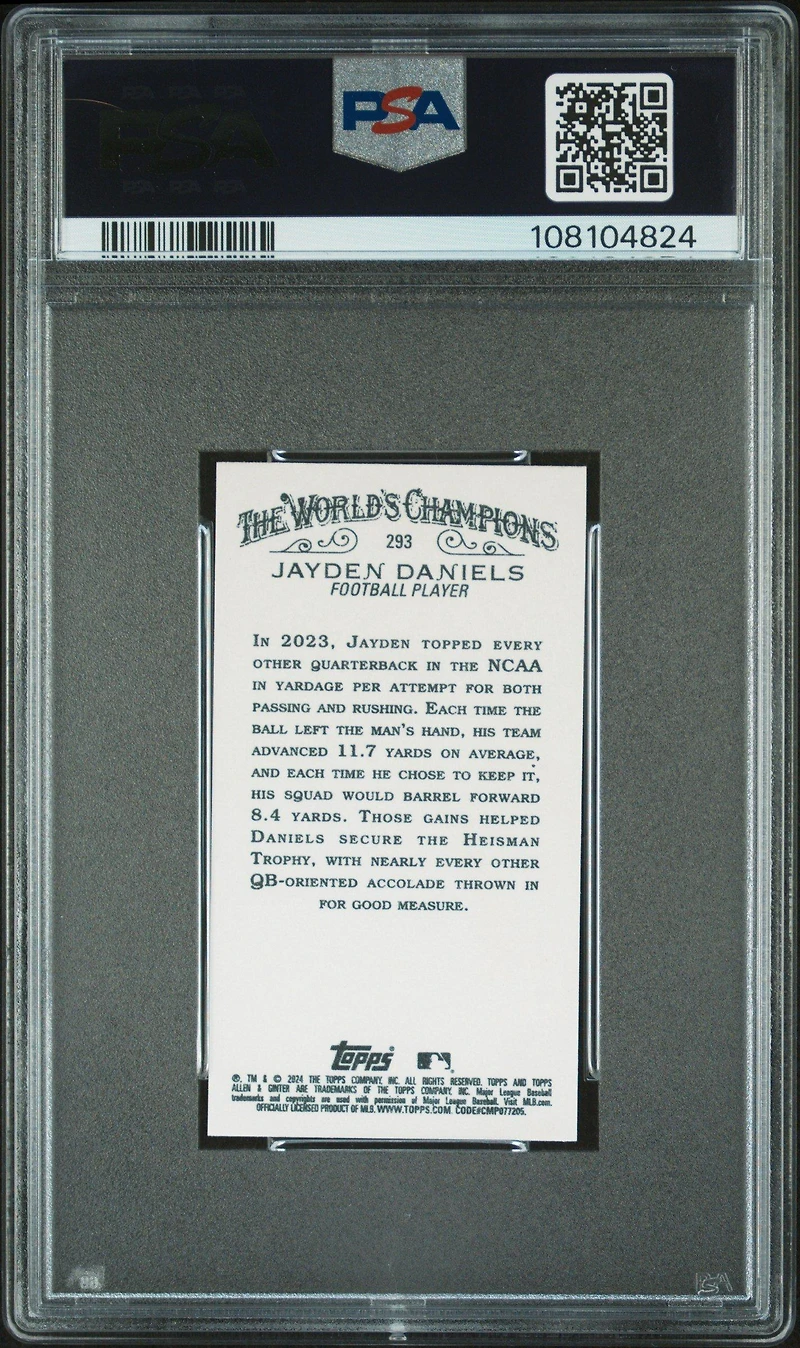 PSA
108104824
THE WORLD'S CHAMPIONS
293
JAYDEN DANIELS
FOOTBALL PLAYER
IN 2023, JAYDEN TOPPED EVERY
OTHER QUARTERBACK IN THE NCAA
IN YARDAGE PER ATTEMPT FOR BOTH
PASSING AND RUSHING. EACH TIME THE
BALL LEFT THE MAN'S HAND, HIS TEAM
ADVANCED 11.7 YARDS ON AVERAGE,
AND EACH TIME HE CHOSE TO KEEP IT,
HIS SQUAD WOULD BARREL FORWARD
8.4 YARDS. THOSE GAINS HELPED
DANIELS SECURE THE HEISMAN
TROPHY, WITH NEARLY EVERY OTHER
QB-ORIENTED ACCOLADE THROWN IN
FOR GOOD MEASURE.
Topps®
®, TM & © 2024 THE TOPPS COMPANY, INC. ALL RIGHTS RESERVED. TOPPS AND TOPPS
ALLEN & GINTER ARE TRADEMARKS OF THE TOPPS COMPANY, INC. Major League Baseball
trademarks and copyrights are used with permission of Major League Baseball. Visit MLB.com.
OFFICIALLY LICENSED PRODUCT OF MLB. WWW.TOPPS.COM CODE#CMP077205.
PSA